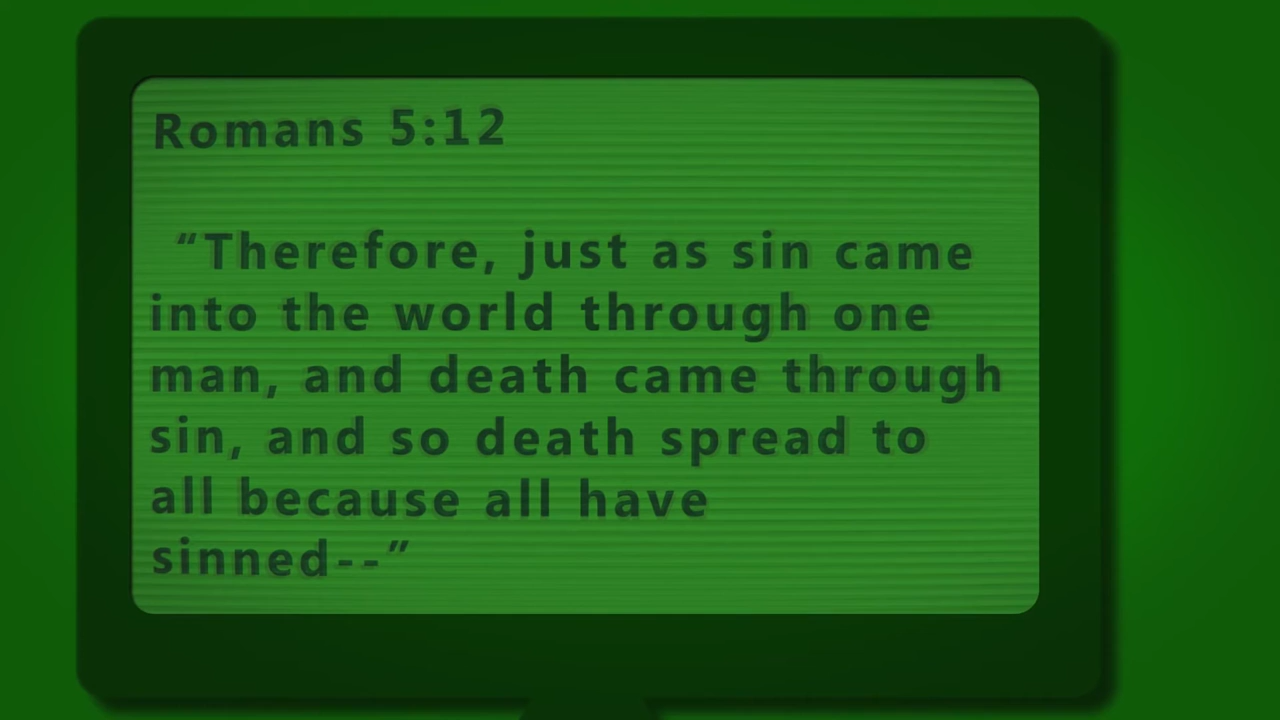 Romans 5:12
“Therefore, just as sin came
into the world through one
man, and death came through
sin, and so death spread to
all because all have
sinned--”